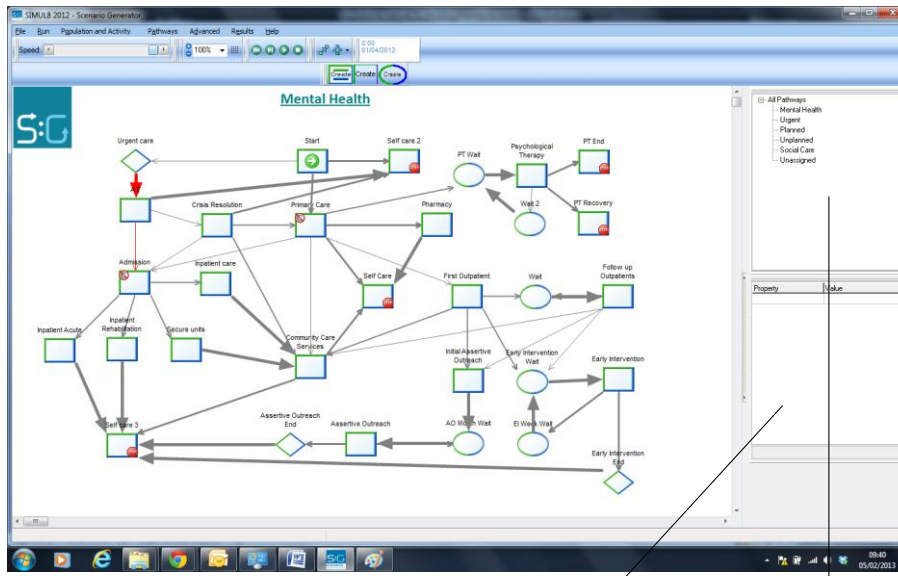 SIMUL8 2012 - Scenario Generator
File Run Population and Activity Pathways Advanced Results Help
Speed: 100% 0:00
01/04/2012
Create Create Create
S:G
Mental Health
Urgent care
Start
Self care 2
PT Wait
Psychological
Therapy
PT End
Crisis Resolution
Primary Care
Pharmacy
Wait 2
PT Recovery
Admission
Inpatient care
Self Care
First Outpatient
Wait
Follow up
Outpatients
Inpatient Acute
Inpatient
Rehabilitation
Secure units
Community Care
Services
Initial Assertive
Outreach
Early Intervention
Wait
Early Intervention
Self care 3
Assertive Outreach
End
Assertive Outreach
AO Month Wait
EI Week Wait
Early Intervention
End
All Pathways
Mental Health
Urgent
Planned
Unplanned
Social Care
Unassigned
Property Value
S:G
09:40
05/02/2013